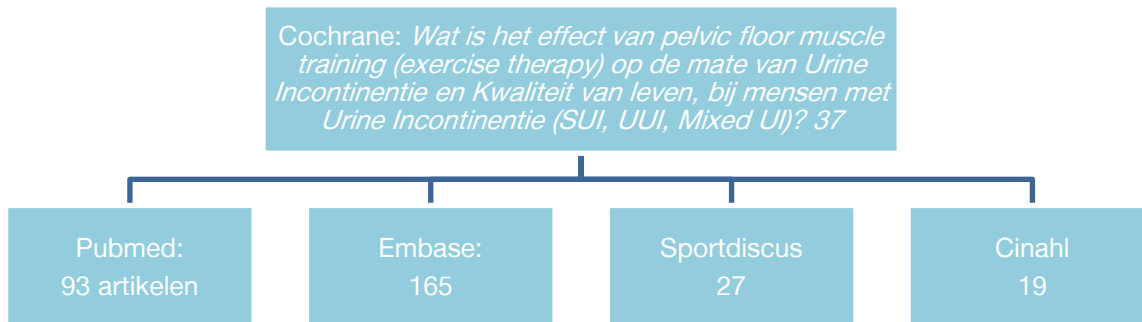 Cochrane: Wat is het effect van pelvic floor muscle
training (exercise therapy) op de mate van Urine
Incontinentie en Kwaliteit van leven, bij mensen met
Urine Incontinentie (SUI, UUI, Mixed UI)? 37
Pubmed:
93 artikelen
Embase:
165
Sportdiscus
27
Cinahl
19